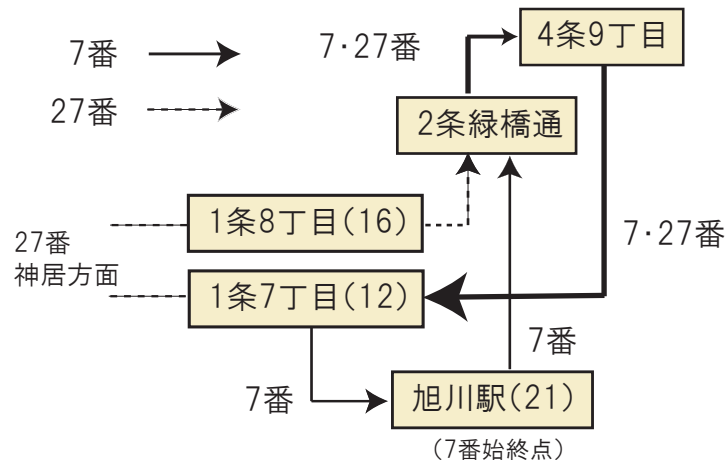 4条9丁目
7番
7･27番
27番
2条緑橋通
1条8丁目(16)
7･27番
27番
神居方面
1条7丁目(12)
7番
7番
旭川駅(21)
(7番始終点)